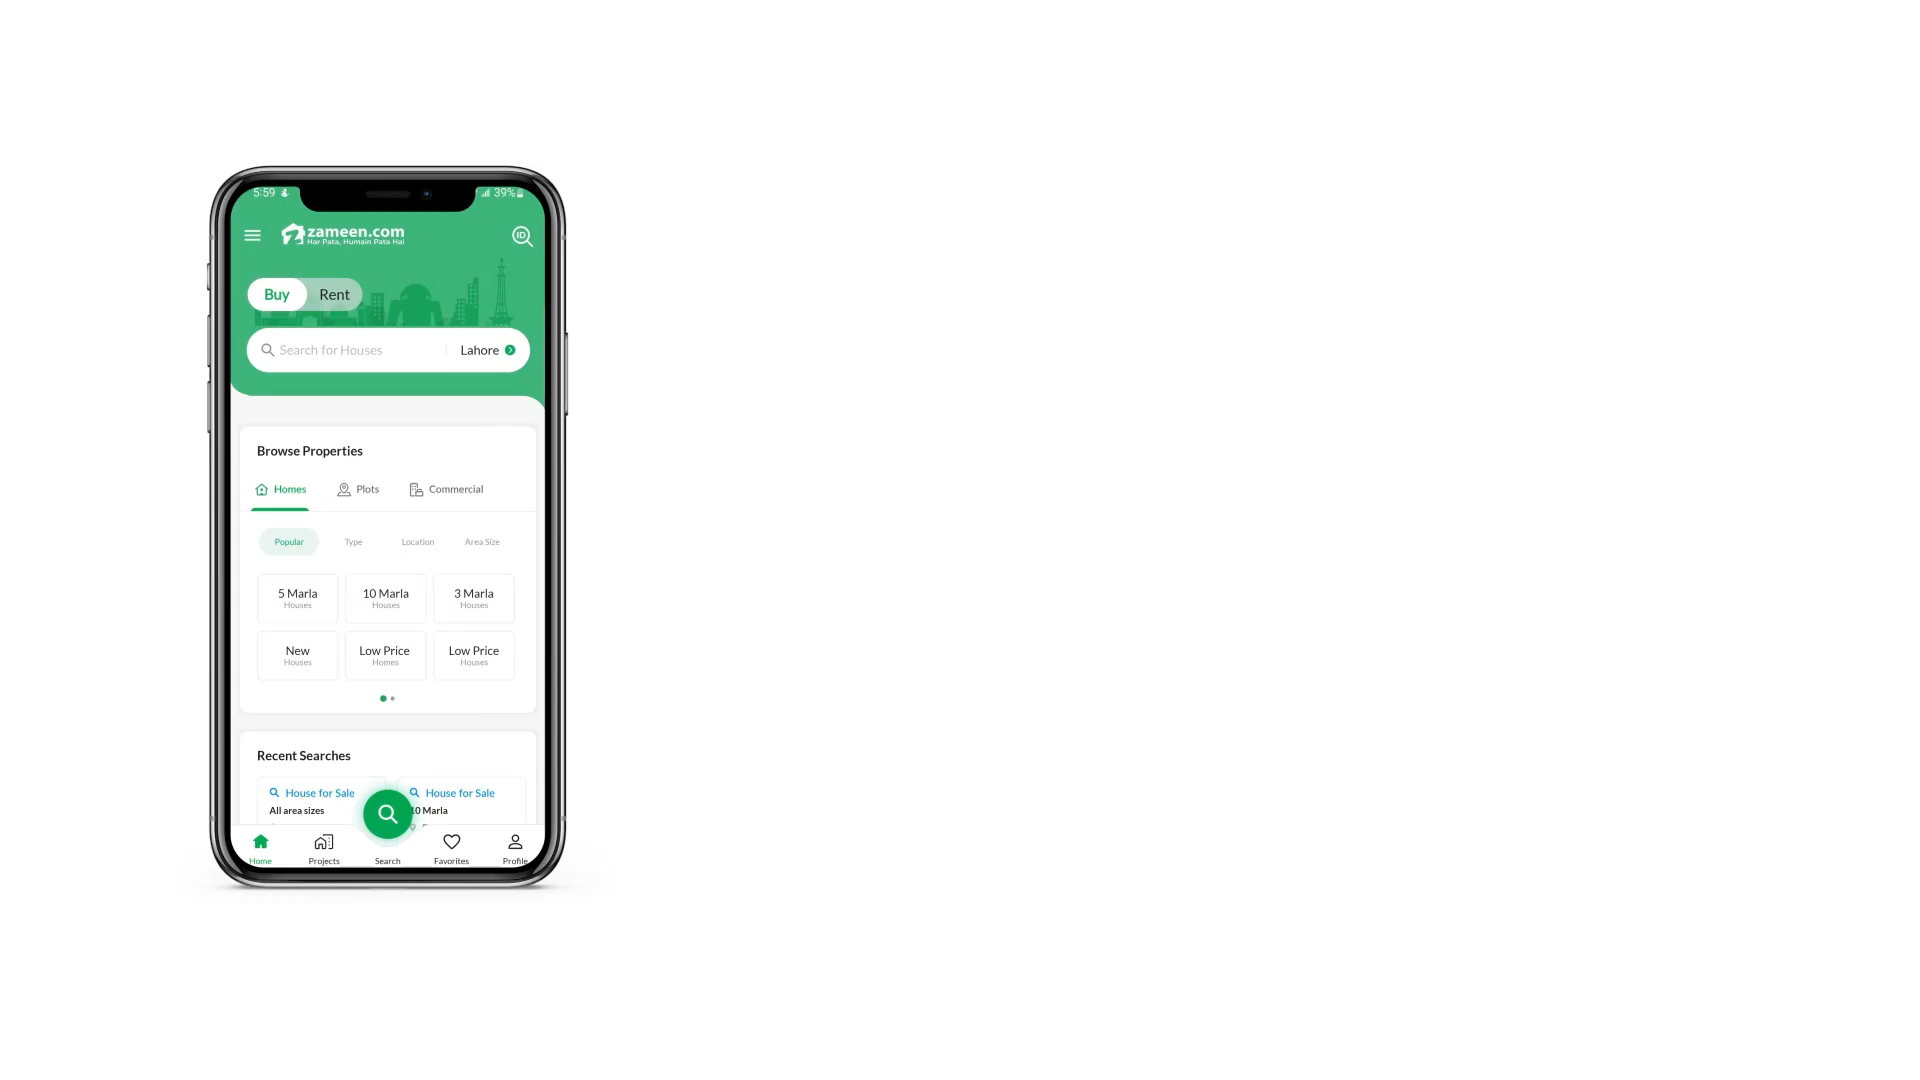 5:59
39%
zameen.com
Har Pata, Humain Pata Hai
ID
Buy Rent
Search for Houses Lahore
Browse Properties
Homes Plots Commercial
Popular Type Location Area Size
5 Marla 10 Marla 3 Marla
Houses Houses Houses
New Low Price Low Price
Houses Homes Houses
Recent Searches
House for Sale House for Sale
All area sizes 10 Marla
Home Projects Search Favorites Profile